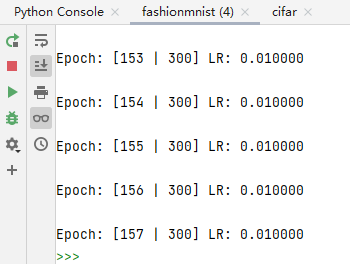 Python Console
fashionmnist (4)
cifar
Epoch: [153 | 300] LR: 0.010000
Epoch: [154 | 300] LR: 0.010000
Epoch: [155 | 300] LR: 0.010000
Epoch: [156 | 300] LR: 0.010000
Epoch: [157 | 300] LR: 0.010000
>>>